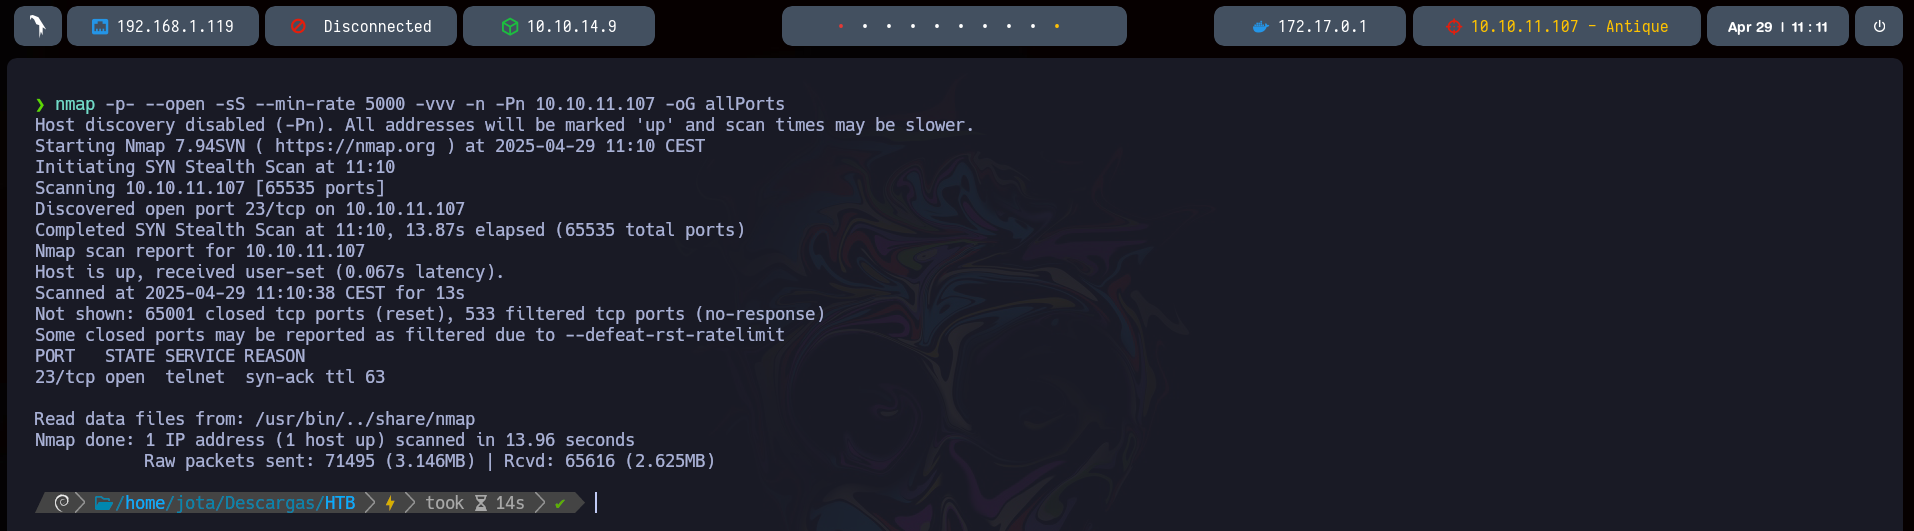 192.168.1.119 Disconnected 10.10.14.9 172.17.0.1 10.10.11.107 - Antique Apr 29 | 11 : 11
❯ nmap -p- --open -sS --min-rate 5000 -vvv -n -Pn 10.10.11.107 -oG allPorts
Host discovery disabled (-Pn). All addresses will be marked 'up' and scan times may be slower.
Starting Nmap 7.94SVN ( https://nmap.org ) at 2025-04-29 11:10 CEST
Initiating SYN Stealth Scan at 11:10
Scanning 10.10.11.107 [65535 ports]
Discovered open port 23/tcp on 10.10.11.107
Completed SYN Stealth Scan at 11:10, 13.87s elapsed (65535 total ports)
Nmap scan report for 10.10.11.107
Host is up, received user-set (0.067s latency).
Scanned at 2025-04-29 11:10:38 CEST for 13s
Not shown: 65001 closed tcp ports (reset), 533 filtered tcp ports (no-response)
Some closed ports may be reported as filtered due to --defeat-rst-ratelimit
PORT   STATE SERVICE REASON
23/tcp open  telnet  syn-ack ttl 63
Read data files from: /usr/bin/../share/nmap
Nmap done: 1 IP address (1 host up) scanned in 13.96 seconds
Raw packets sent: 71495 (3.146MB) | Rcvd: 65616 (2.625MB)
/home/jota/Descargas/HTB took 14s ✔